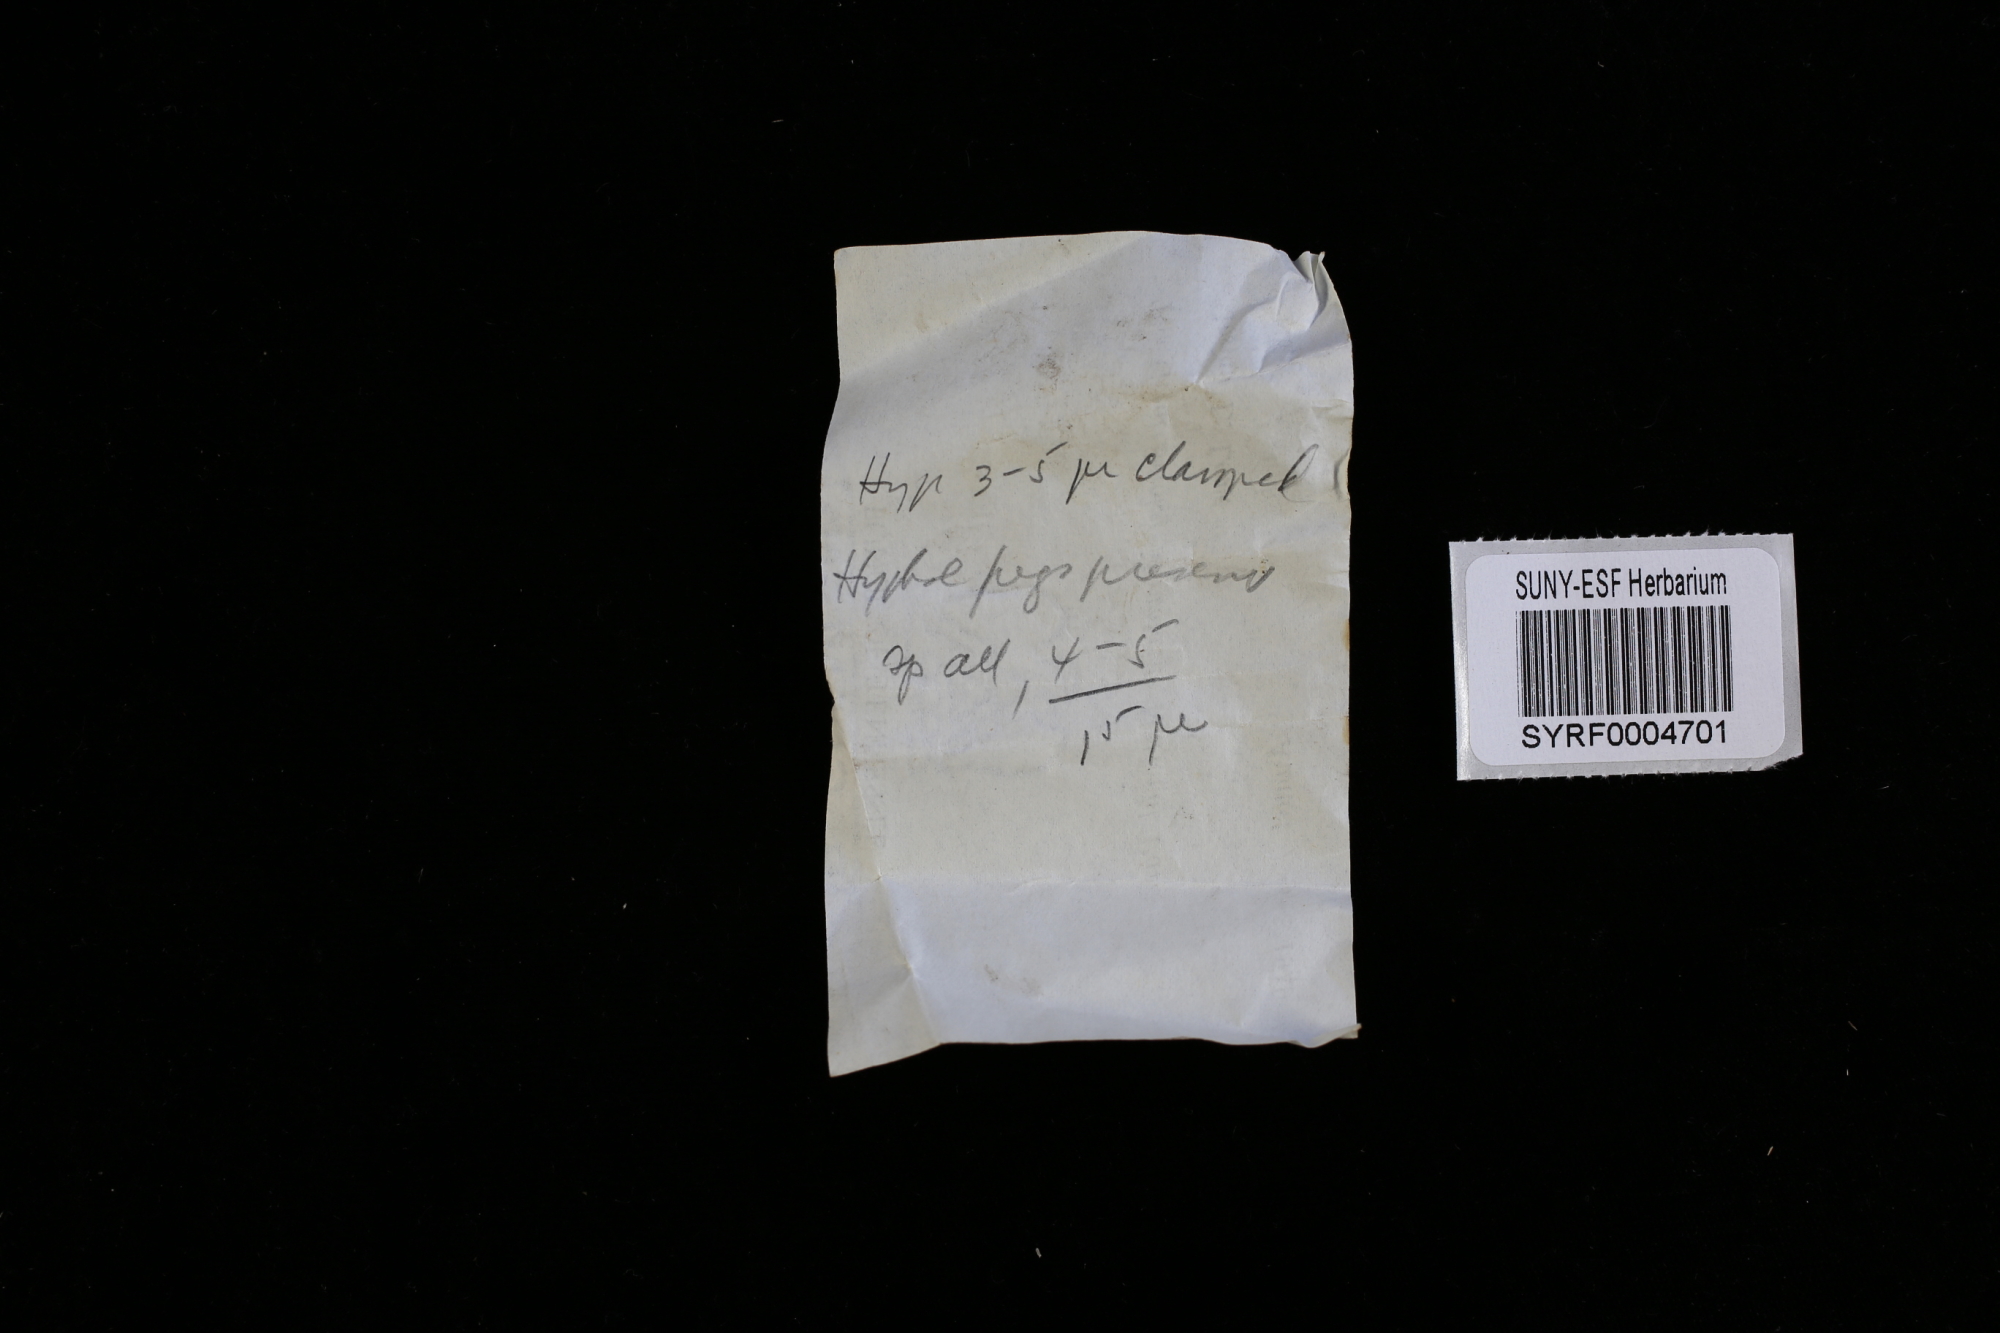 Hyp 3-5 µ clamped
Hyphal pegs present
sp all, 4-5
15 µ
SUNY-ESF Herbarium
SYRF0004701